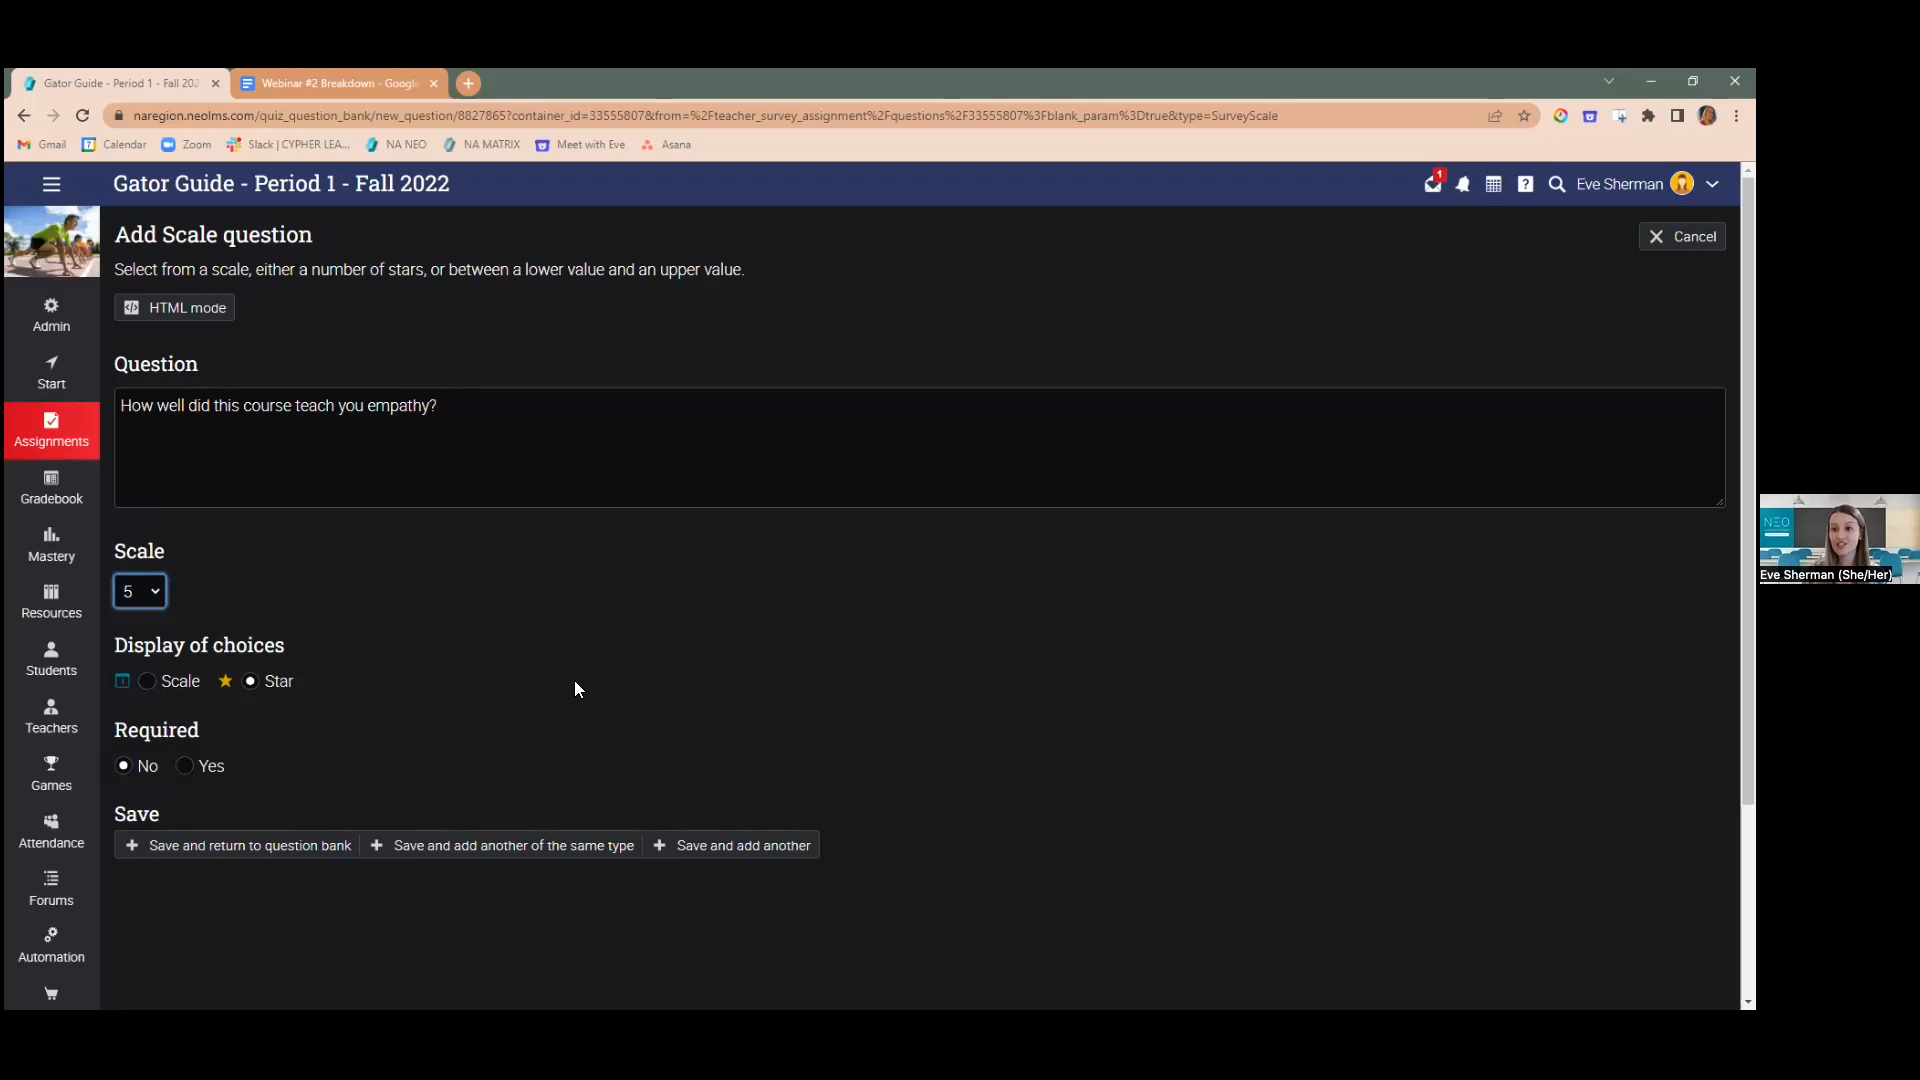 Gator Guide - Period 1 - Fall 202
Webinar #2 Breakdown - Google
naregion.neolms.com/quiz_question_bank/new_question/8827865?container_id=33555807&from=%2Fteacher_survey_assignment%2Fquestions%2F33555807%3Fblank_param%3Dtrue&type=SurveyScale
Gmail
7
Calendar
Zoom
Slack | CYPHER LEA...
NA NEO
NA MATRIX
Meet with Eve
Asana
Gator Guide - Period 1 - Fall 2022
1
?
Eve Sherman
Add Scale question
Cancel
Select from a scale, either a number of stars, or between a lower value and an upper value.
HTML mode
Question
How well did this course teach you empathy?
Scale
5
Display of choices
Scale
Star
Required
No
Yes
Save
Save and return to question bank
Save and add another of the same type
Save and add another
Admin
Start
Assignments
Gradebook
Mastery
Resources
Students
Teachers
Games
Attendance
Forums
Automation
NEO
Eve Sherman (She/Her)